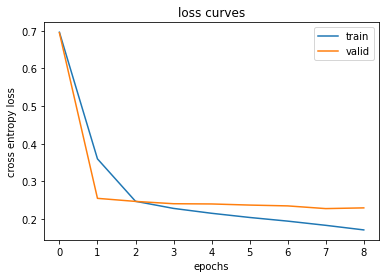 loss curves
train
valid
0.7
0.6
0.5
0.4
0.3
0.2
cross entropy loss
0 1 2 3 4 5 6 7 8
epochs